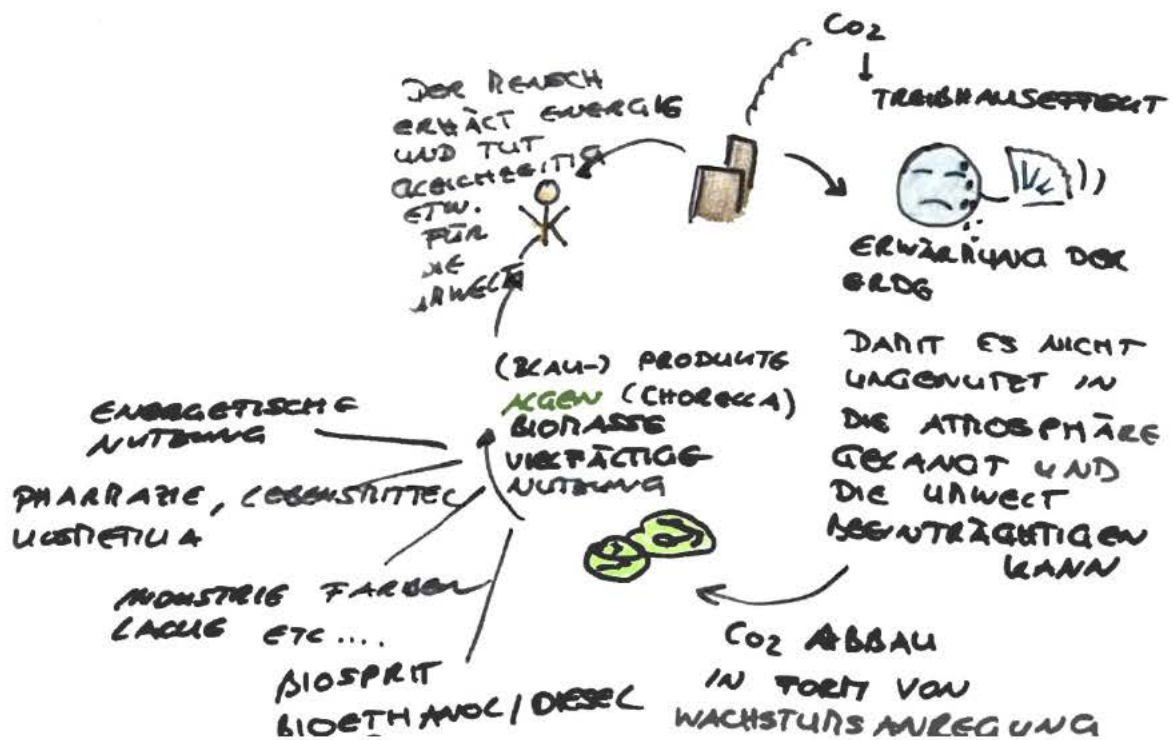 CO2
TREIBHAUSEFFEKT
DER MENSCH
ERHÄLT ENERGIE
UND TUT
GLEICHZEITIG
ETW.
FÜR
DIE
UMWELT
ERWÄRMUNG DER
ERDE
DAMIT ES NICHT
UNGENUTZT IN
DIE ATMOSPHÄRE
GELANGT UND
DIE UMWELT
BEEINTRÄCHTIGEN
KANN
CO2 ABBAU
IN FORM VON
WACHSTUMSANREGUNG
(BLAU-) PRODUKTE
ALGEN (CHORELLA)
BIOMASSE
VIELFÄLTIGE
NUTZUNG
ENERGETISCHE
NUTZUNG
PHARMAZIE, LEBENSMITTEL
KOSMETIKA
INDUSTRIE FARBEN
LACKE ETC....
BIOSPRIT
BIOETHANOL/DIESEL